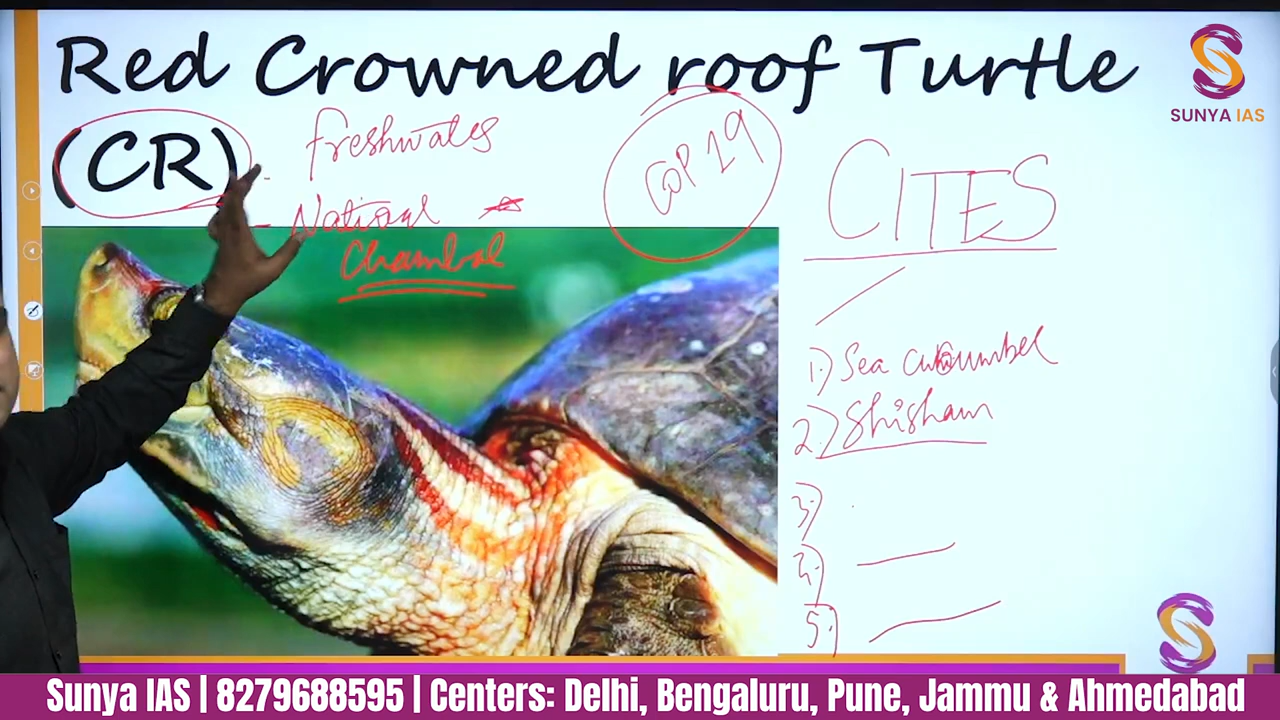 Red Crowned roof Turtle
(CR)
- freshwater
- National
Chambal
COP 19
CITES
1.) Sea cucumber
2.) Shisham
3.)
4.)
5.)
SUNYA IAS
Sunya IAS | 8279688595 | Centers: Delhi, Bengaluru, Pune, Jammu & Ahmedabad